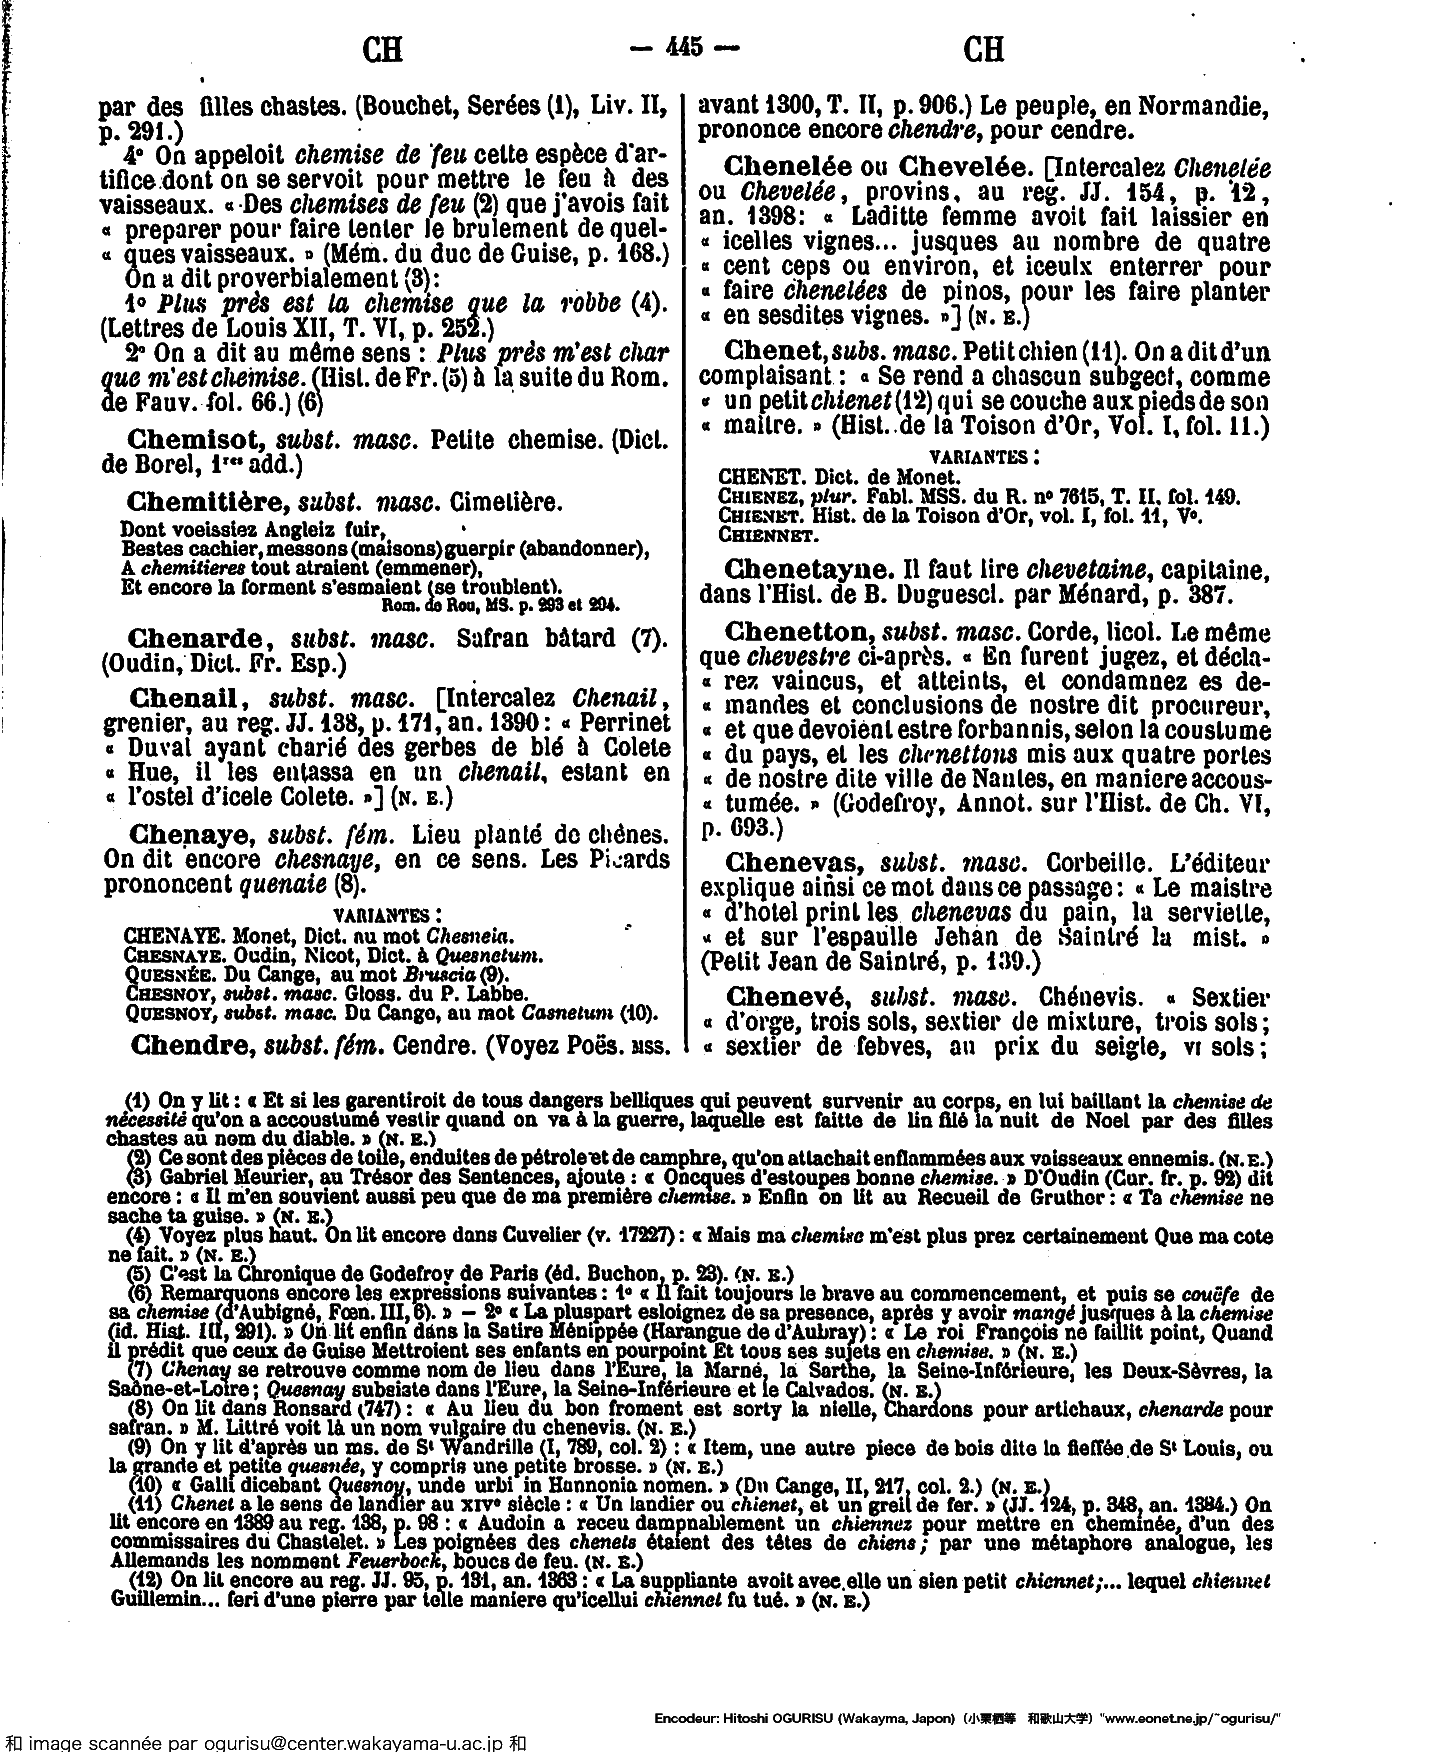 CH — 445 — CH
par des filles chastes. (Bouchet, Serées (1), Liv. II,
p. 291.)
4° On appeloit chemise de feu cette espèce d'ar-
tifice dont on se servoit pour mettre le feu à des
vaisseaux. « Des chemises de feu (2) que j'avois fait
« preparer pour faire tenter le brulement de quel-
« ques vaisseaux. » (Mém. du duc de Guise, p. 168.)
On a dit proverbialement (3):
1° Plus près est la chemise que la robbe (4).
(Lettres de Louis XII, T. VI, p. 252.)
2° On a dit au même sens : Plus près m'est char
que m'est chemise. (Hist. de Fr. (5) à la suite du Rom.
de Fauv. fol. 66.) (6)
Chemisot, subst. masc. Petite chemise. (Dict.
de Borel, 1res add.)
Chemitière, subst. masc. Cimetière.
Dont voeissiez Angleiz fuir,
Bestes cachier, messons (maisons) guerpir (abandonner),
A chemitieres tout atraient (emmener),
Et encore la forment s'esmaient (se troublent).
Rom. de Rou, MS. p. 293 et 294.
Chenarde, subst. masc. Safran bâtard (7).
(Oudin, Dict. Fr. Esp.)
Chenail, subst. masc. [Intercalez Chenail,
grenier, au reg. JJ. 138, p. 171, an. 1390 : « Perrinet
« Duval ayant charié des gerbes de blé à Colete
« Hue, il les entassa en un chenail, estant en
« l'ostel d'icele Colete. »] (N. E.)
Chenaye, subst. fém. Lieu planté de chênes.
On dit encore chesnaye, en ce sens. Les Picards
prononcent quenaie (8).
VARIANTES :
CHENAYE. Monet, Dict. au mot Chesneia.
CHESNAYE. Oudin, Nicot, Dict. à Quesnetum.
QUESNÉE. Du Cange, au mot Bruscia (9).
CHESNOY, subst. masc. Gloss. du P. Labbe.
QUESNOY, subst. masc. Du Cange, au mot Casnetum (10).
Chendre, subst. fém. Cendre. (Voyez Poës. MSS.
avant 1300, T. II, p. 906.) Le peuple, en Normandie,
prononce encore chendre, pour cendre.
Chenelée ou Chevelée. [Intercalez Chenelée
ou Chevelée, provins, au reg. JJ. 154, p. 12,
an. 1398: « Laditte femme avoit fait laissier en
« icelles vignes... jusques au nombre de quatre
« cent ceps ou environ, et iceulx enterrer pour
« faire chenelées de pinos, pour les faire planter
« en sesdites vignes. »] (N. E.)
Chenet, subs. masc. Petit chien (11). On a dit d'un
complaisant : « Se rend a chascun subgect, comme
« un petit chienet (12) qui se couche aux pieds de son
« maitre. » (Hist. de la Toison d'Or, Vol. I, fol. 11.)
VARIANTES :
CHENET. Dict. de Monet.
CHIENEZ, plur. Fabl. MSS. du R. n° 7615, T. II, fol. 149.
CHIENET. Hist. de la Toison d'Or, vol. I, fol. 11, V°.
CHIENNET.
Chenetayne. Il faut lire chevetaine, capitaine,
dans l'Hist. de B. Duguescl. par Ménard, p. 387.
Chenetton, subst. masc. Corde, licol. Le même
que chevestre ci-après. « En furent jugez, et décla-
« rez vaincus, et atteints, et condamnez es de-
« mandes et conclusions de nostre dit procureur,
« et que devoient estre forbannis, selon la coustume
« du pays, et les chenettons mis aux quatre portes
« de nostre dite ville de Nantes, en maniere accous-
« tumée. » (Godefroy, Annot. sur l'Hist. de Ch. VI,
p. 693.)
Chenevas, subst. masc. Corbeille. L'éditeur
explique ainsi ce mot dans ce passage : « Le maistre
« d'hotel print les chenevas du pain, la serviette,
« et sur l'espaulle Jehan de Saintré la mist. »
(Petit Jean de Saintré, p. 139.)
Chenevé, subst. masc. Chénevis. « Sextier
« d'orge, trois sols, sextier de mixture, trois sols ;
« sextier de febves, au prix du seigle, VI sols ;
(1) On y lit : « Et si les garentiroit de tous dangers belliques qui peuvent survenir au corps, en lui baillant la chemise de
nécessité qu'on a accoustumé vestir quand on va à la guerre, laquelle est faitte de lin filé la nuit de Noel par des filles
chastes au nom du diable. » (N. E.)
(2) Ce sont des pièces de toile, enduites de pétrole et de camphre, qu'on attachait enflammées aux vaisseaux ennemis. (N. E.)
(3) Gabriel Meurier, au Trésor des Sentences, ajoute : « Oncques d'estoupes bonne chemise. » D'Oudin (Cur. fr. p. 92) dit
encore : « Il m'en souvient aussi peu que de ma première chemise. » Enfin on lit au Recueil de Gruther : « Ta chemise ne
sache ta guise. » (N. E.)
(4) Voyez plus haut. On lit encore dans Cuvelier (v. 17227) : « Mais ma chemise m'est plus prez certainement Que ma cote
ne fait. » (N. E.)
(5) C'est la Chronique de Godefroy de Paris (éd. Buchon, p. 23). (N. E.)
(6) Remarquons encore les expressions suivantes : 1° « Il fait toujours le brave au commencement, et puis se couëfe de
sa chemise (d'Aubigné, Fœn. III, 6). » — 2° « La pluspart esloignez de sa presence, après y avoir mangé jusques à la chemise
(id. Hist. III, 291). » On lit enfin dans la Satire Ménippée (Harangue de d'Aubray) : « Le roi François ne faillit point, Quand
il prédit que ceux de Guise Mettroient ses enfants en pourpoint Et tous ses sujets en chemise. » (N. E.)
(7) Chenay se retrouve comme nom de lieu dans l'Eure, la Marne, la Sarthe, la Seine-Inférieure, les Deux-Sèvres, la
Saône-et-Loire ; Quesnay subsiste dans l'Eure, la Seine-Inférieure et le Calvados. (N. E.)
(8) On lit dans Ronsard (747) : « Au lieu du bon froment est sorty la nielle, Chardons pour artichaux, chenarde pour
safran. » M. Littré voit là un nom vulgaire du chenevis. (N. E.)
(9) On y lit d'après un ms. de St Wandrille (I, 789, col. 2) : « Item, une autre piece de bois dite la fieffée de St Louis, ou
la grande et petite quesnée, y compris une petite brosse. » (N. E.)
(10) « Galli dicebant Quesnoy, unde urbi in Hannonia nomen. » (Du Cange, II, 217, col. 2.) (N. E.)
(11) Chenet a le sens de landier au XIVe siècle : « Un landier ou chienet, et un greil de fer. » (JJ. 124, p. 348, an. 1384.) On
lit encore en 1389 au reg. 138, p. 98 : « Audoin a receu dampnablement un chiennez pour mettre en cheminée, d'un des
commissaires du Chastelet. » Les poignées des chenets étaient des têtes de chiens ; par une métaphore analogue, les
Allemands les nomment Feuerbock, boucs de feu. (N. E.)
(12) On lit encore au reg. JJ. 95, p. 131, an. 1363 : « La suppliante avoit avec elle un sien petit chiennet;... lequel chiennet
Guillemin... feri d'une pierre par telle maniere qu'icellui chiennet fu tué. » (N. E.)
Encodeur: Hitoshi OGURISU (Wakayma, Japon) (小栗栖等 和歌山大学) "www.eonet.ne.jp/~ogurisu/"
和 image scannée par ogurisu@center.wakayama-u.ac.jp 和